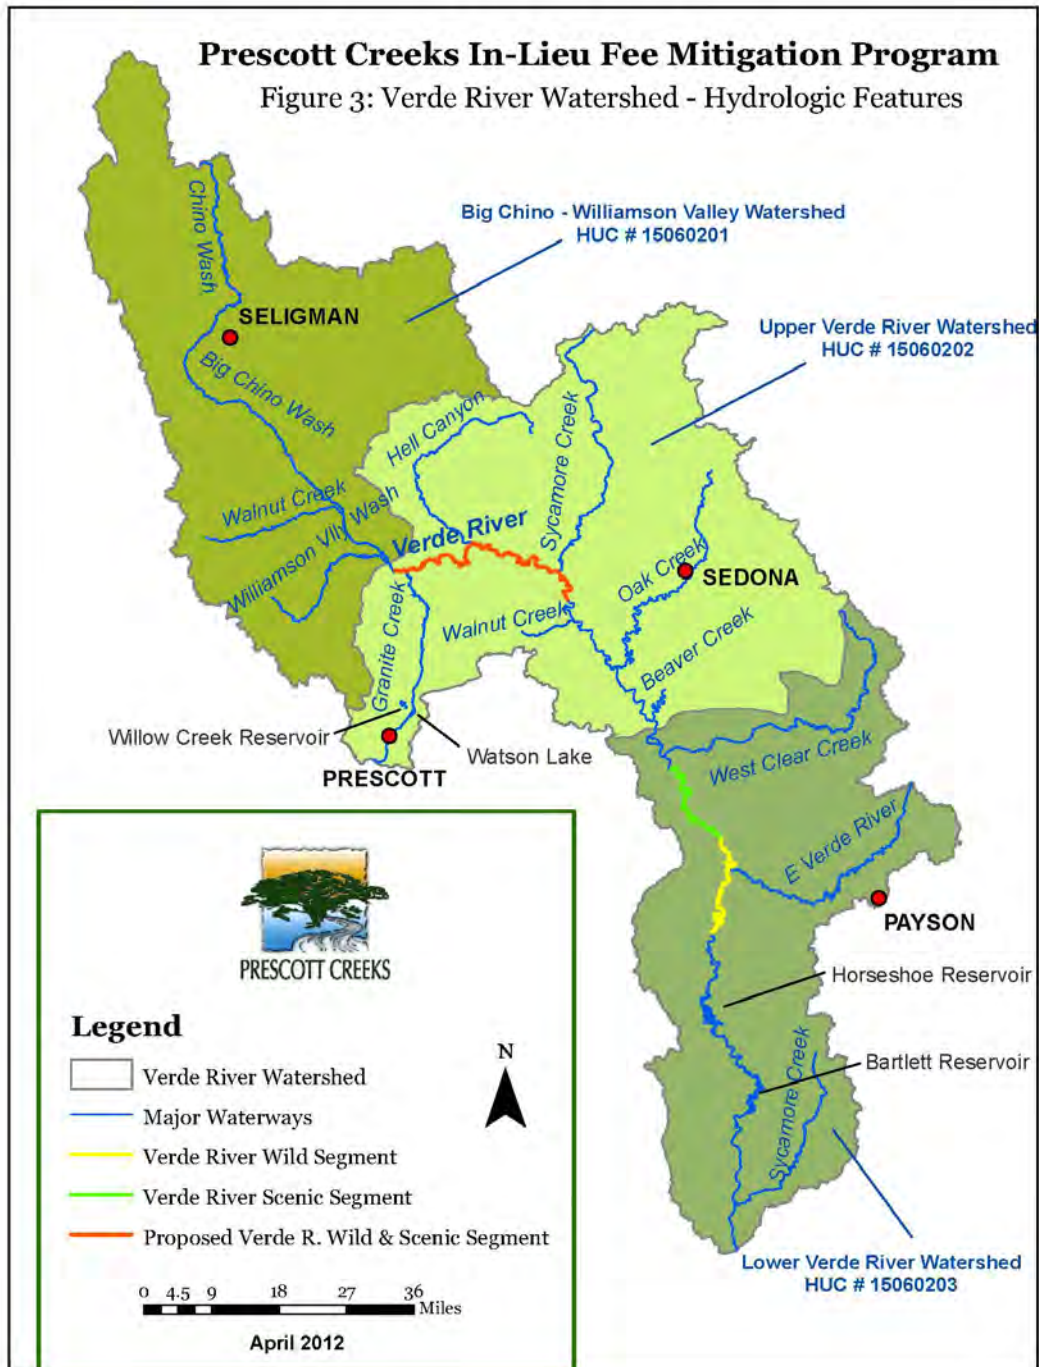 Prescott Creeks In-Lieu Fee Mitigation Program
Figure 3: Verde River Watershed - Hydrologic Features
Chino Wash
Big Chino - Williamson Valley Watershed
HUC # 15060201
SELIGMAN
Upper Verde River Watershed
HUC # 15060202
Big Chino Wash
Hell Canyon
Sycamore Creek
Walnut Creek
Williamson Vlly Wash
Verde River
Oak Creek
SEDONA
Granite Creek
Walnut Creek
Beaver Creek
Willow Creek Reservoir
Watson Lake
PRESCOTT
West Clear Creek
E Verde River
PAYSON
Horseshoe Reservoir
Bartlett Reservoir
Sycamore Creek
Lower Verde River Watershed
HUC # 15060203
PRESCOTT CREEKS
Legend
N
Verde River Watershed
Major Waterways
Verde River Wild Segment
Verde River Scenic Segment
Proposed Verde R. Wild & Scenic Segment
0 4.5 9 18 27 36
Miles
April 2012